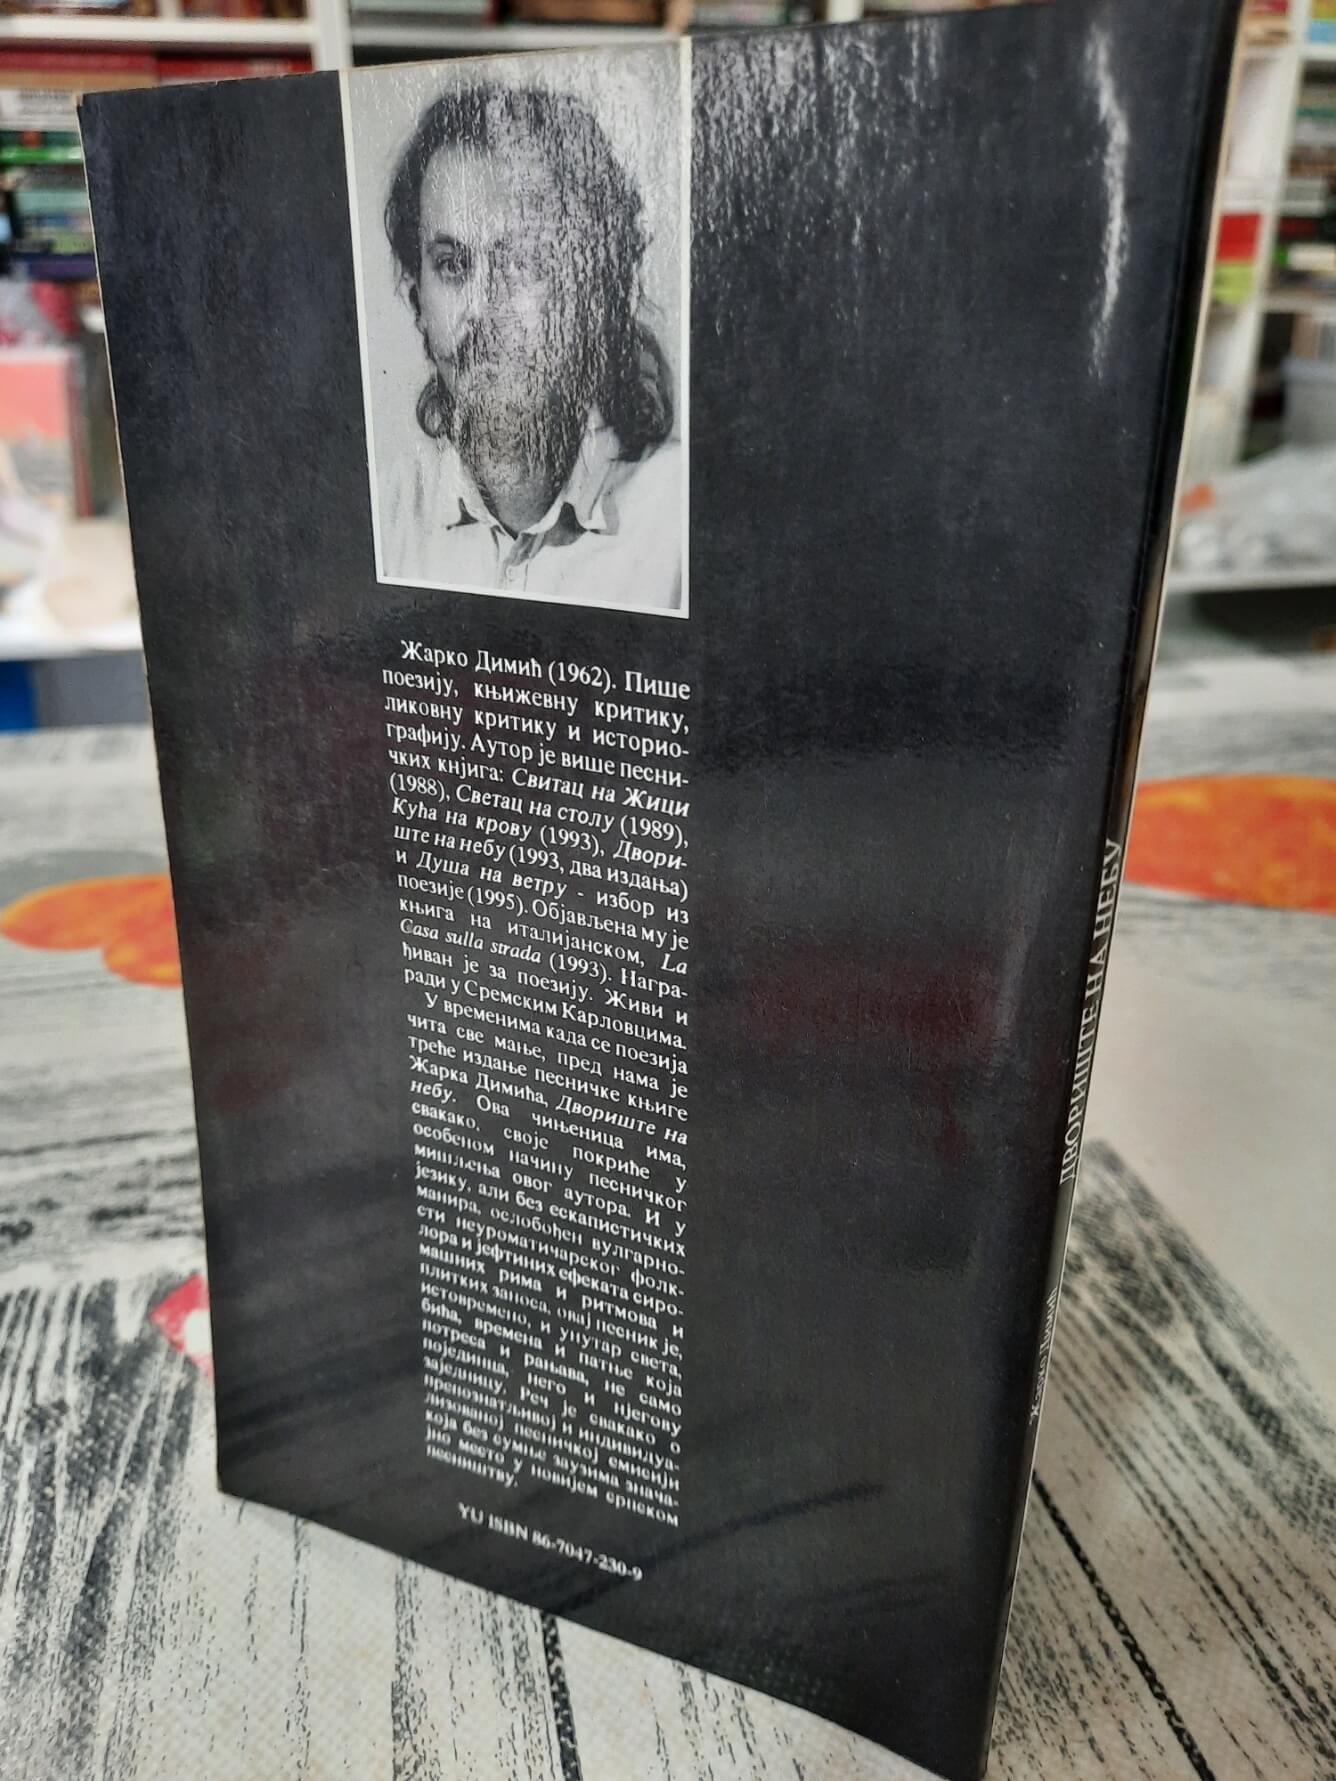 Жарко Димић (1962). Пише
поезију, књижевну критику,
ликовну критику и историо-
графију. Аутор је више песни-
чких кнјига: Свитац на Жици
(1988), Светац на столу (1989),
Кућа на крову (1993), Двори-
ште на небу (1993, два издања)
и Душа на ветру - избор из
поезије (1995). Објављена му је
књига на италијанском, La
Casa sulla strada (1993). Награ-
ђиван је за поезију. Живи и
ради у Сремским Карловцима.
У временима када се поезија
чита све мање, пред нама је
треће издање песничке књиге
Жарка Димића, Двориште на
небу. Ова чињеница има,
свакако, своје покриће у
особеном начину песничког
мишљења овог аутора. И у
језику, али без ескапистичких
манира, ослобођен вулгарно-
сти неуроматичарског фолк-
лора и јефтиних ефеката сиро-
машних рима и ритмова и
плитких заноса, овај песник је,
истовремено, и унутар света,
бића, времена и патње која
потреса и рањава, не само
појединца, него и његову
заједницу. Реч је свакако о
препознатљивој и индивидуа-
лизованој песничкој емисији
која без сумње заузима знача-
јно место у новијем српском
песништву.
YU ISBN 86-7047-230-9
Жарко Димић
ДВОРИШТЕ НА НЕБУ